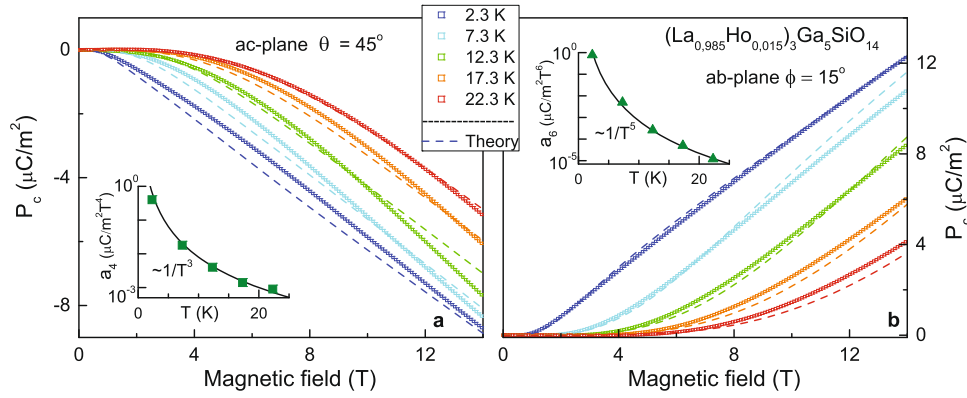 ac-plane θ = 45°
0
-4
-8
P_c (μC/m²)
0
4
8
12
Magnetic field (T)
a
10⁰
10⁻³
a₄ (μC/m²T⁴)
~1/T³
0
20
T (K)
2.3 K
7.3 K
12.3 K
17.3 K
22.3 K
Theory
(La₀,₉₈₅Ho₀,₀₁₅)₃Ga₅SiO₁₄
ab-plane ϕ = 15°
10⁰
10⁻⁵
a₆ (μC/m²T⁶)
~1/T⁵
0
20
T (K)
12
8
4
0
P_c (μC/m²)
0
4
8
12
Magnetic field (T)
b